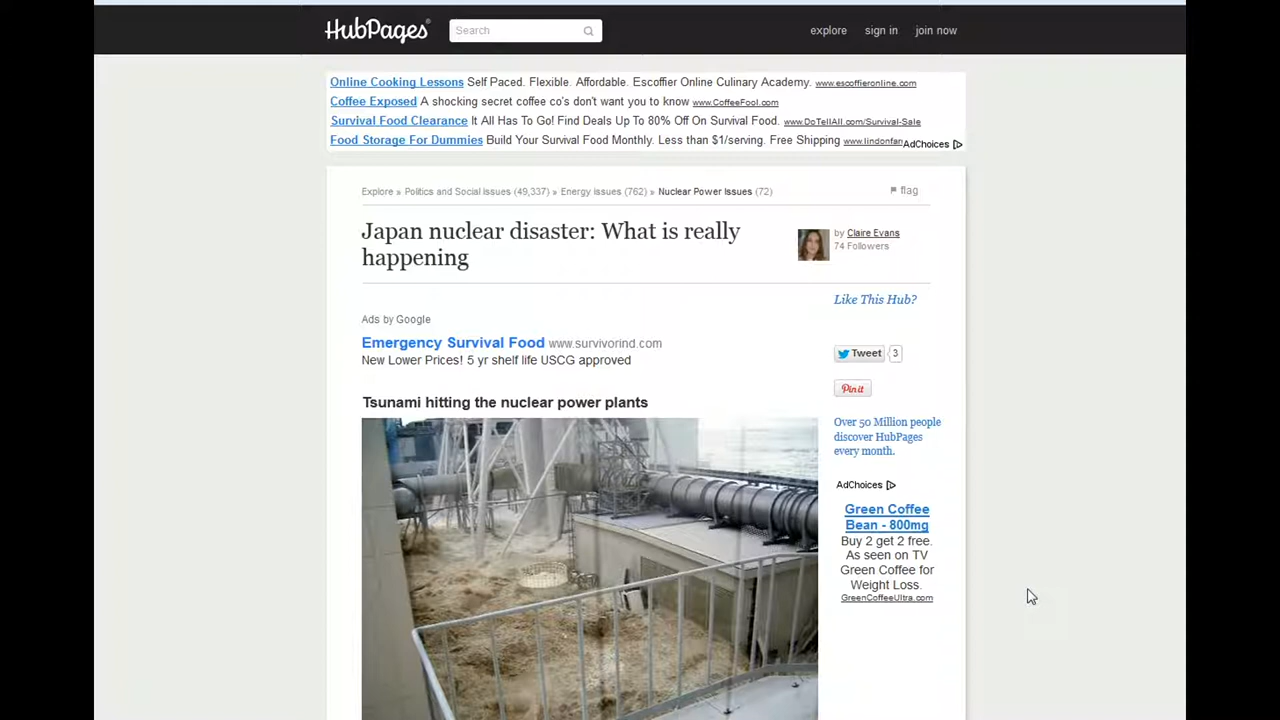 HubPages
Search
explore sign in join now
Online Cooking Lessons Self Paced. Flexible. Affordable. Escoffier Online Culinary Academy. www.escoffieronline.com
Coffee Exposed A shocking secret coffee co's don't want you to know www.CoffeeFool.com
Survival Food Clearance It All Has To Go! Find Deals Up To 80% Off On Survival Food. www.DoTellAll.com/Survival-Sale
Food Storage For Dummies Build Your Survival Food Monthly. Less than $1/serving. Free Shipping www.lindonfar
AdChoices
Explore » Politics and Social Issues (49,337) » Energy issues (762) » Nuclear Power Issues (72)
flag
Japan nuclear disaster: What is really
happening
by Claire Evans
74 Followers
Like This Hub?
Ads by Google
Emergency Survival Food www.survivorind.com
New Lower Prices! 5 yr shelf life USCG approved
Tweet 3
Pin it
Tsunami hitting the nuclear power plants
Over 50 Million people
discover HubPages
every month.
AdChoices
Green Coffee
Bean - 800mg
Buy 2 get 2 free.
As seen on TV
Green Coffee for
Weight Loss.
GreenCoffeeUltra.com